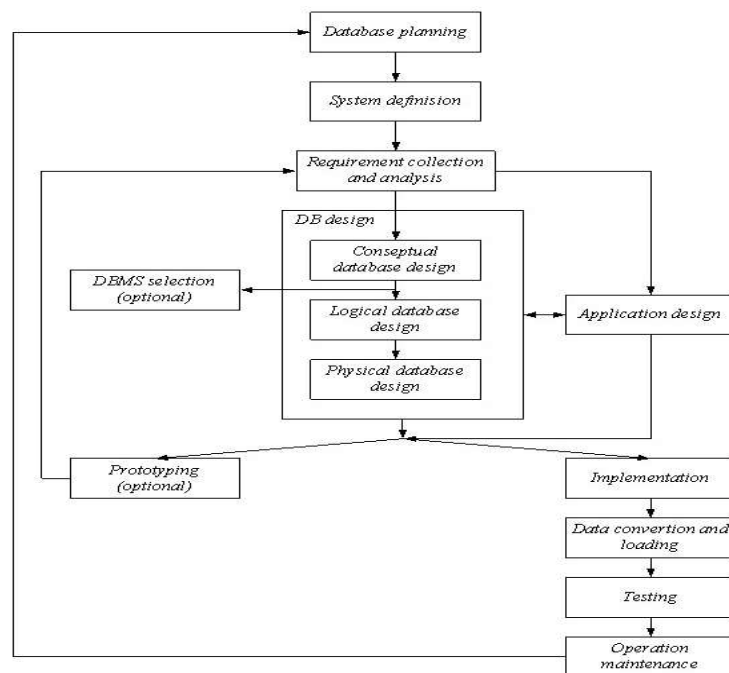 Database planning
System definision
Requirement collection
and analysis
DB design
Conseptual
database design
DBMS selection
(optional)
Logical database
design
Application design
Physical database
design
Prototyping
(optional)
Implementation
Data convertion and
loading
Testing
Operation
maintenance